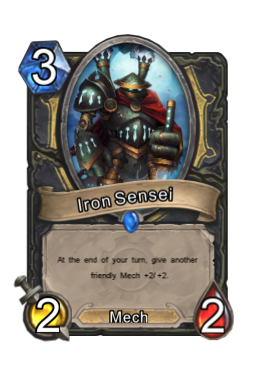 3
Iron Sensei
At the end of your turn, give another
friendly Mech +2/+2.
2
Mech
2